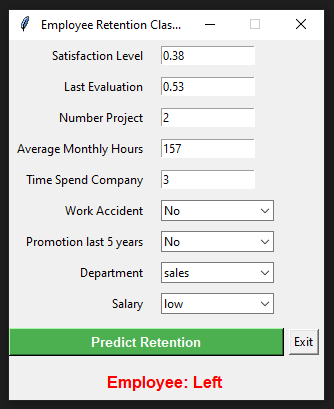 Employee Retention Clas...
Satisfaction Level 0.38
Last Evaluation 0.53
Number Project 2
Average Monthly Hours 157
Time Spend Company 3
Work Accident No
Promotion last 5 years No
Department sales
Salary low
Predict Retention Exit
Employee: Left